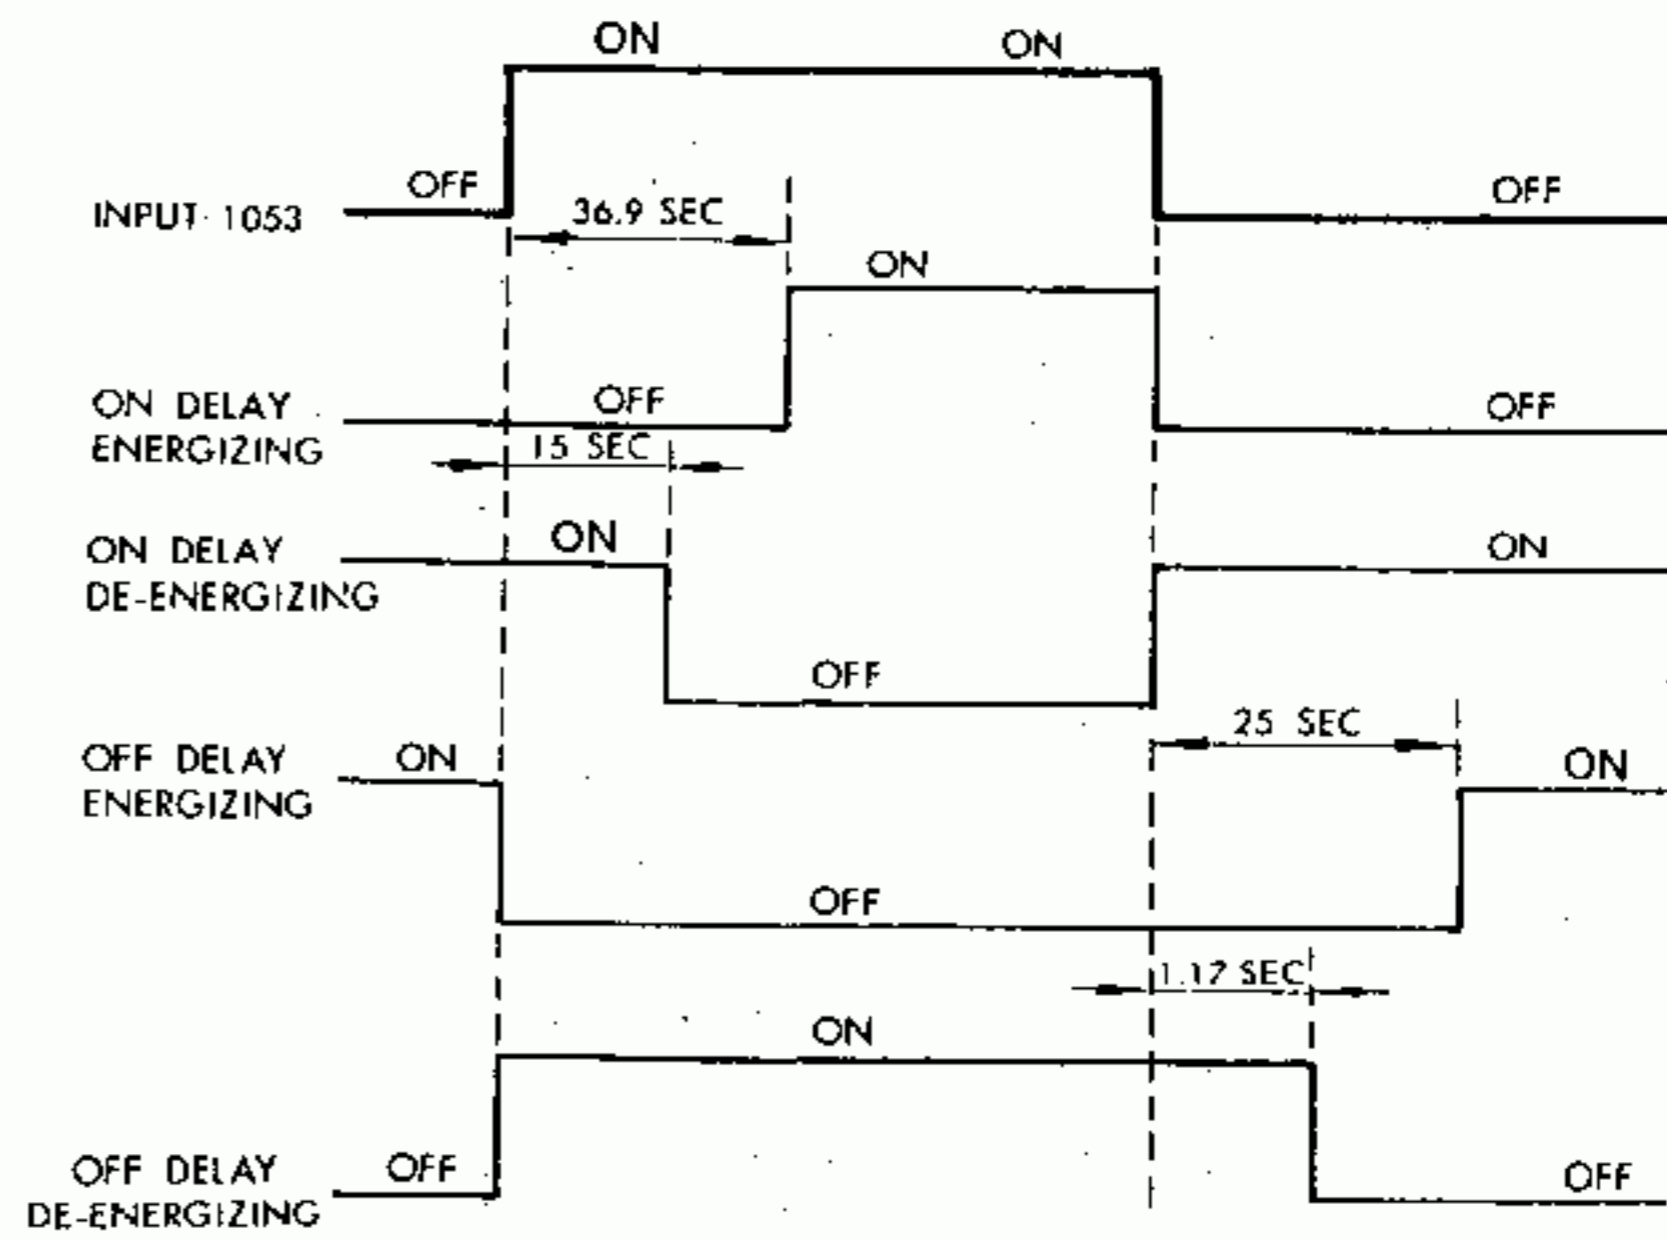 ON ON
OFF OFF
INPUT 1053
36.9 SEC
ON
ON DELAY OFF OFF
ENERGIZING
15 SEC
ON DELAY ON ON
DE-ENERGIZING
OFF
25 SEC
OFF DELAY ON ON
ENERGIZING
OFF
1.17 SEC
ON
OFF DELAY OFF OFF
DE-ENERGIZING